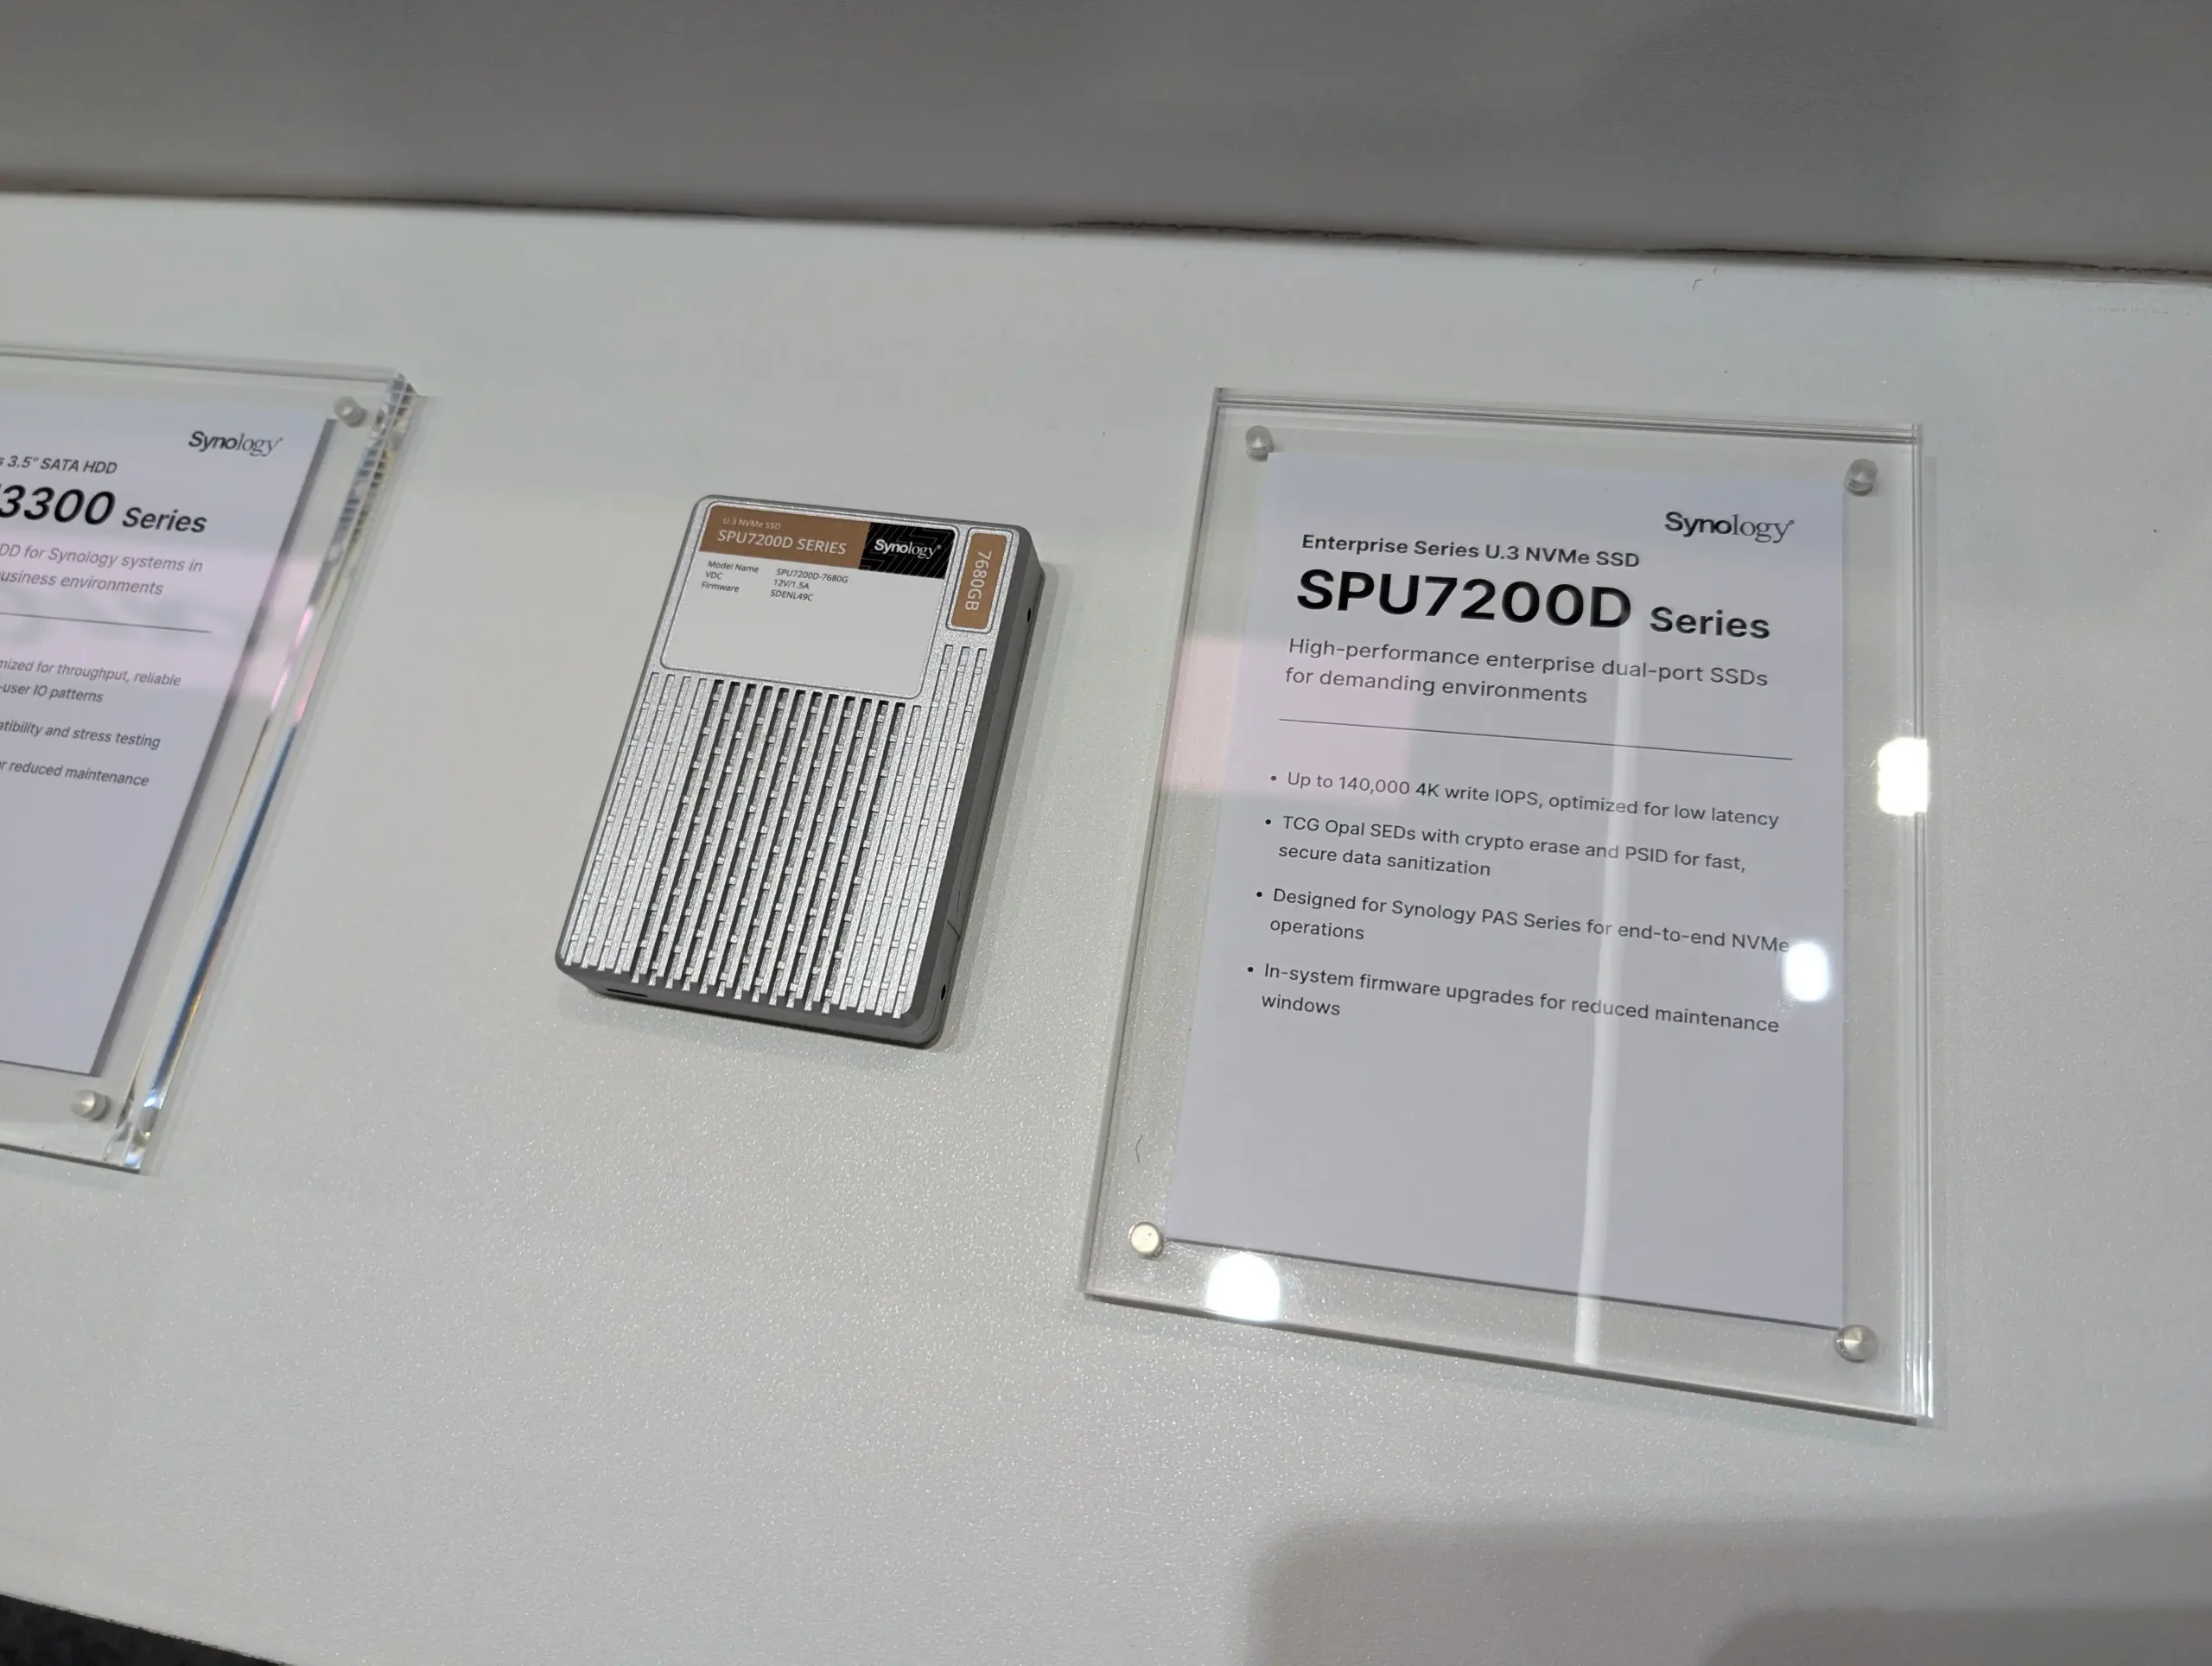 Synology
3.5" SATA HDD
3300 Series
for Synology systems in
environments
for throughput, reliable
IO patterns
and stress testing
reduced maintenance
U.3 NVMe SSD
SPU7200D SERIES
Synology
7680GB
Model Name SPU7200D-7680G
VDC 12V/1.5A
Firmware SDENL49C
Synology
Enterprise Series U.3 NVMe SSD
SPU7200D Series
High-performance enterprise dual-port SSDs
for demanding environments
• Up to 140,000 4K write IOPS, optimized for low latency
• TCG Opal SEDs with crypto erase and PSID for fast,
secure data sanitization
• Designed for Synology PAS Series for end-to-end NVMe
operations
• In-system firmware upgrades for reduced maintenance
windows